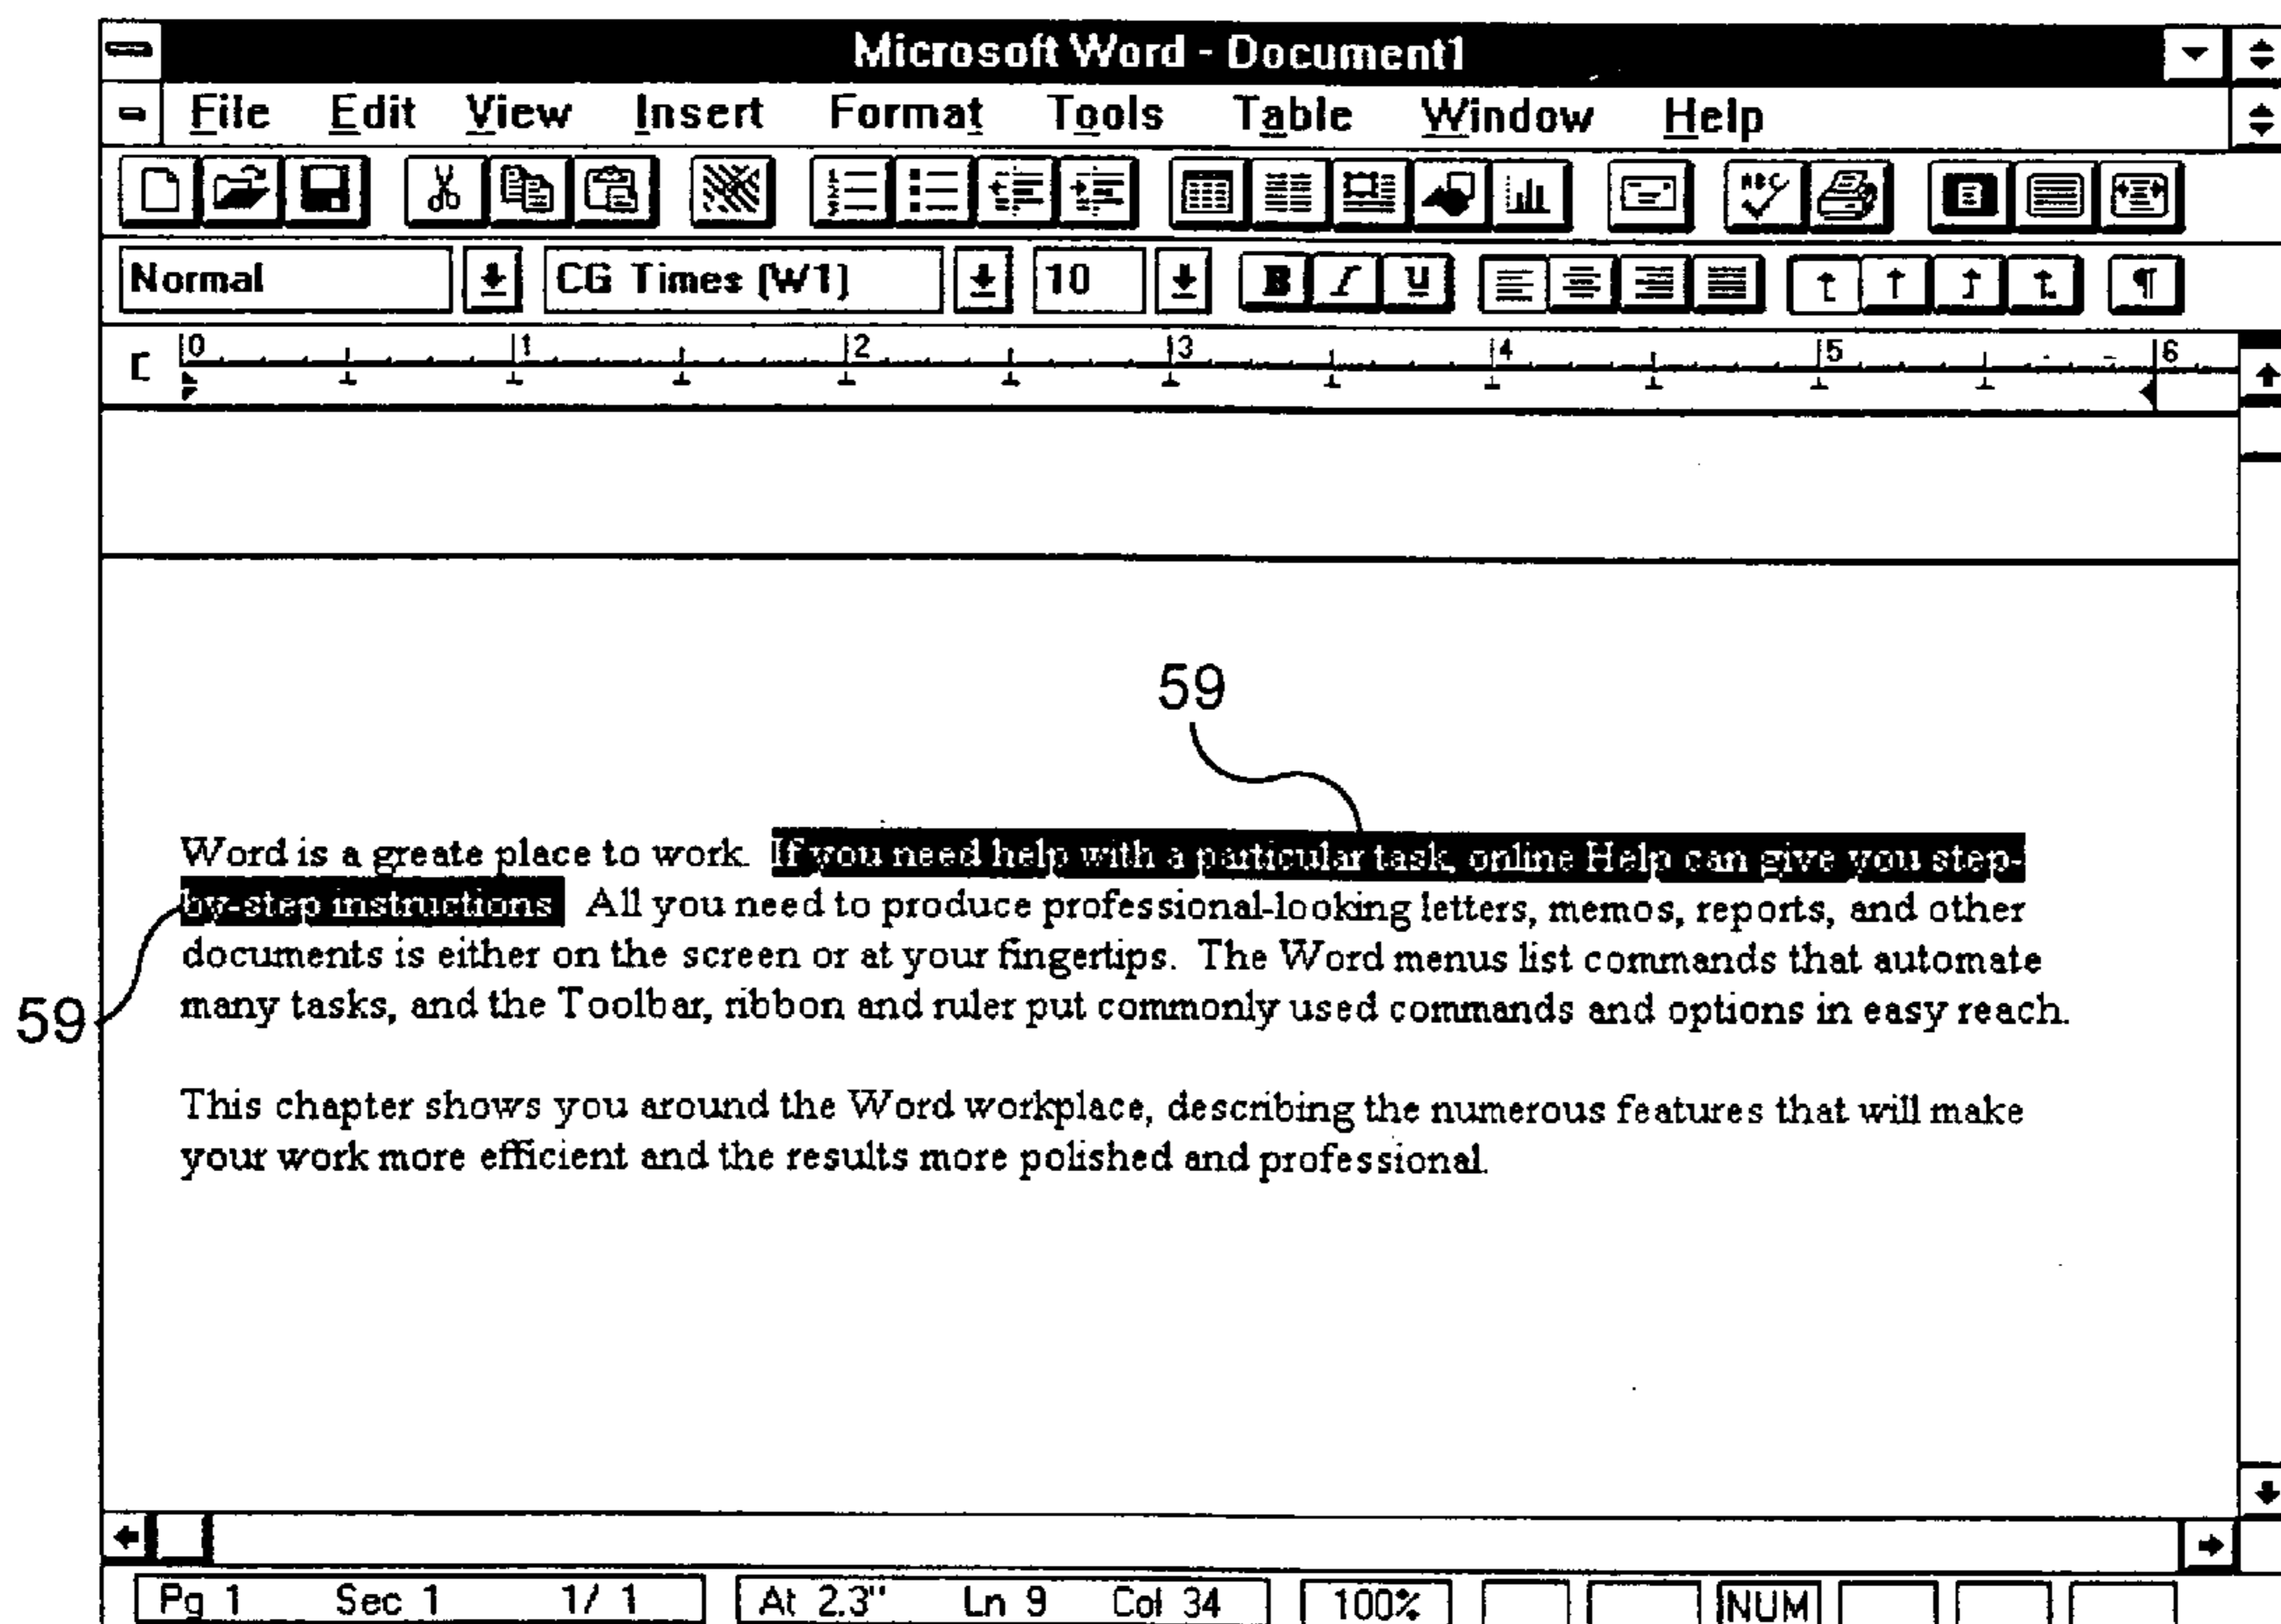 Microsoft Word - Document1
File Edit View Insert Format Tools Table Window Help
ABC
Normal CG Times (W1) 10 B I U ¶
0 1 2 3 4 5 6
59
Word is a greate place to work. If you need help with a particular task, online Help can give you step-
by-step instructions. All you need to produce professional-looking letters, memos, reports, and other
documents is either on the screen or at your fingertips. The Word menus list commands that automate
many tasks, and the Toolbar, ribbon and ruler put commonly used commands and options in easy reach.
59
This chapter shows you around the Word workplace, describing the numerous features that will make
your work more efficient and the results more polished and professional.
Pg 1 Sec 1 1/ 1 At 2.3" Ln 9 Col 34 100% NUM